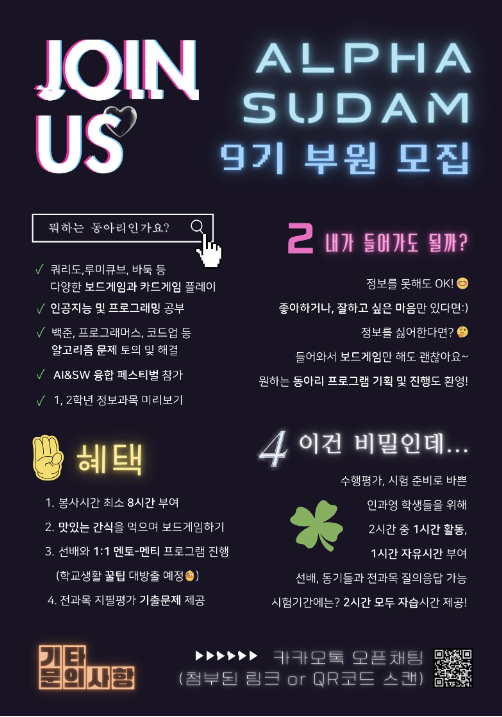 JOIN
US
ALPHA
SUDAM
9기 부원 모집
뭐하는 동아리인가요?
✓ 쿼리도,루미큐브, 바둑 등
다양한 보드게임과 카드게임 플레이
✓ 인공지능 및 프로그래밍 공부
✓ 백준, 프로그래머스, 코드업 등
알고리즘 문제 토의 및 해결
✓ AI&SW 융합 페스티벌 참가
✓ 1, 2학년 정보과목 미리보기
2 내가 들어가도 될까?
정보를 못해도 OK! 😊
좋아하거나, 잘하고 싶은 마음만 있다면:)
정보를 싫어한다면? 🤔
들어와서 보드게임만 해도 괜찮아요~
원하는 동아리 프로그램 기획 및 진행도 환영!
혜택
1. 봉사시간 최소 8시간 부여
2. 맛있는 간식을 먹으며 보드게임하기
3. 선배와 1:1 멘토-멘티 프로그램 진행
(학교생활 꿀팁 대방출 예정)
4. 전과목 지필평가 기출문제 제공
4 이건 비밀인데...
수행평가, 시험 준비로 바쁜
인과영 학생들을 위해
2시간 중 1시간 활동,
1시간 자유시간 부여
선배, 동기들과 전과목 질의응답 가능
시험기간에는? 2시간 모두 자습시간 제공!
기타
문의사항
▶▶▶▶▶▶ 카카오톡 오픈채팅
(첨부된 링크 or QR코드 스캔)